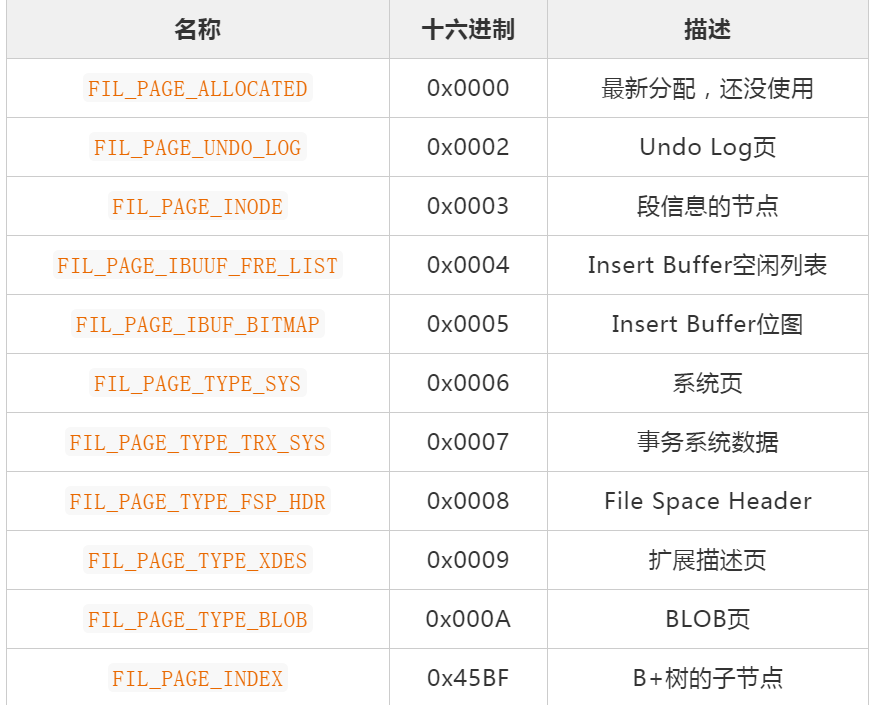 名称 十六进制 描述
FIL_PAGE_ALLOCATED 0x0000 最新分配，还没使用
FIL_PAGE_UNDO_LOG 0x0002 Undo Log页
FIL_PAGE_INODE 0x0003 段信息的节点
FIL_PAGE_IBUUF_FRE_LIST 0x0004 Insert Buffer空闲列表
FIL_PAGE_IBUF_BITMAP 0x0005 Insert Buffer位图
FIL_PAGE_TYPE_SYS 0x0006 系统页
FIL_PAGE_TYPE_TRX_SYS 0x0007 事务系统数据
FIL_PAGE_TYPE_FSP_HDR 0x0008 File Space Header
FIL_PAGE_TYPE_XDES 0x0009 扩展描述页
FIL_PAGE_TYPE_BLOB 0x000A BLOB页
FIL_PAGE_INDEX 0x45BF B+树的子节点